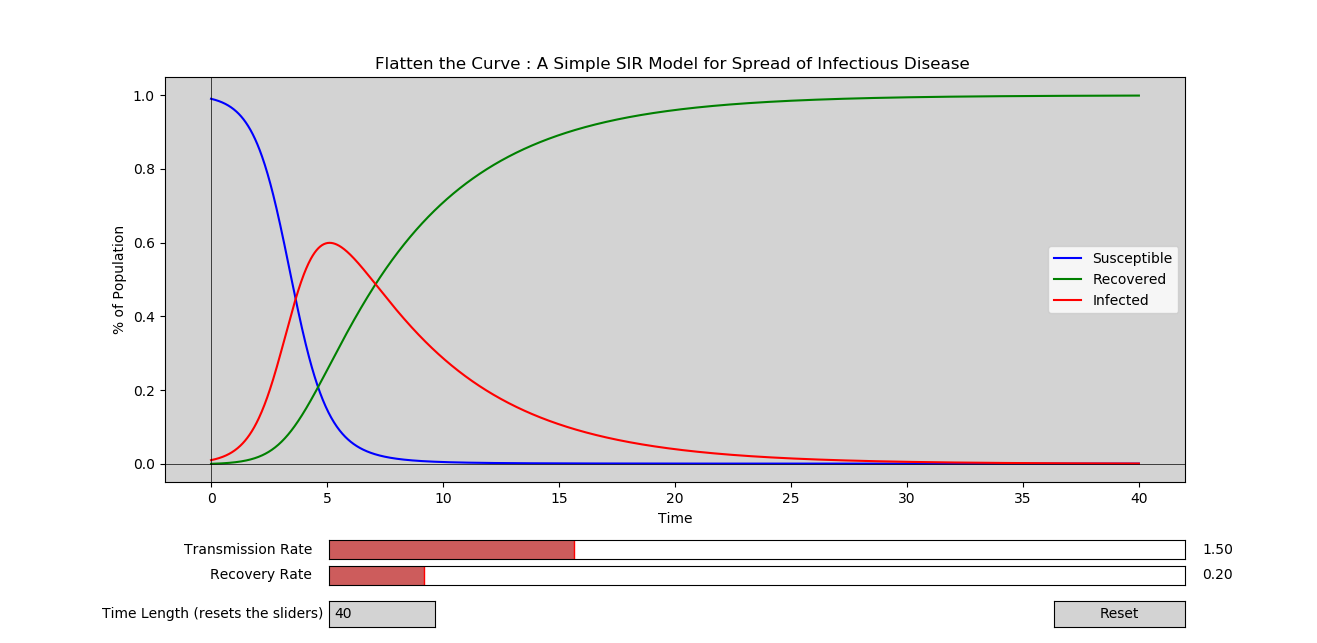 Flatten the Curve : A Simple SIR Model for Spread of Infectious Disease
1.0
0.8
0.6
0.4
0.2
0.0
% of Population
Susceptible
Recovered
Infected
0 5 10 15 20 25 30 35 40
Time
Transmission Rate 1.50
Recovery Rate 0.20
Time Length (resets the sliders) 40 Reset